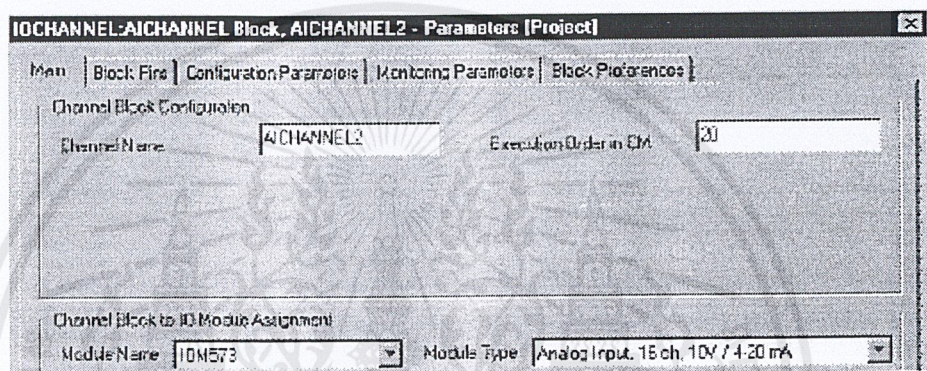 IOCHANNEL:AICHANNEL Block, AICHANNEL2 - Parameters [Project]
Main Block Pins Configuration Parameters Monitoring Parameters Block Preferences
Channel Block Configuration
Channel Name AICHANNEL2 Execution Order in CM 20
Channel Block to IO Module Assignment
Module Name IOM573 Module Type Analog Input, 16 ch, 10V / 4-20 mA